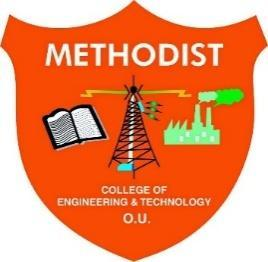 METHODIST
COLLEGE OF
ENGINEERING & TECHNOLOGY
O.U.